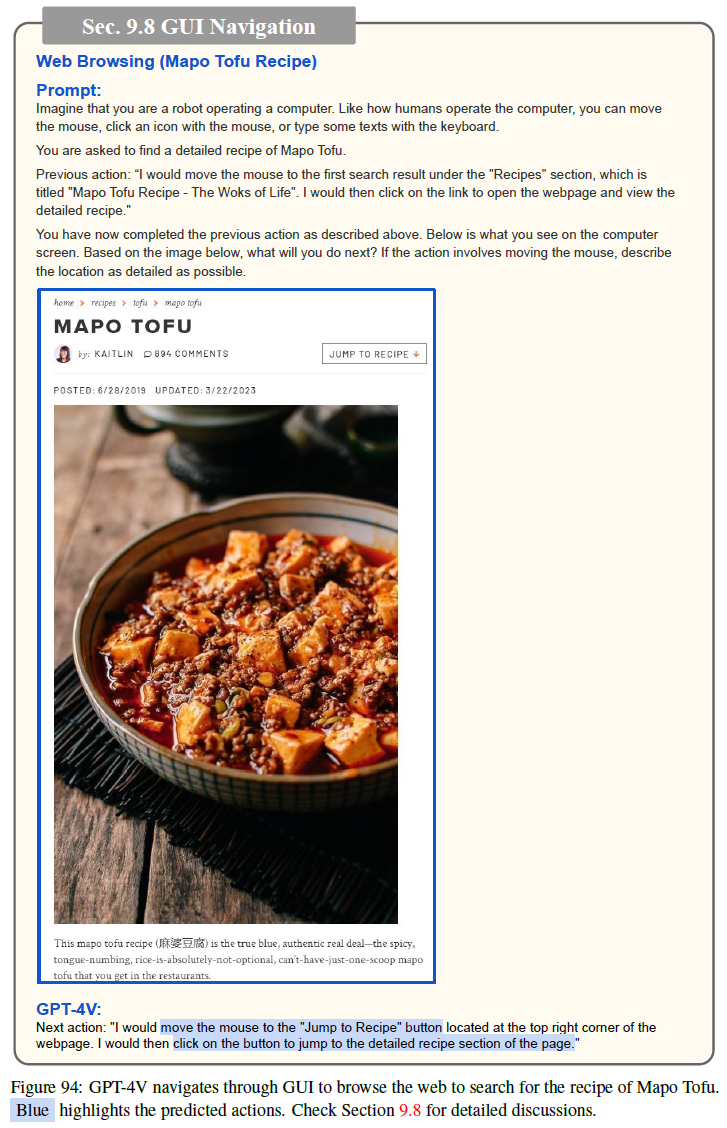 Sec. 9.8 GUI Navigation
Web Browsing (Mapo Tofu Recipe)
Prompt:
Imagine that you are a robot operating a computer. Like how humans operate the computer, you can move
the mouse, click an icon with the mouse, or type some texts with the keyboard.
You are asked to find a detailed recipe of Mapo Tofu.
Previous action: “I would move the mouse to the first search result under the "Recipes" section, which is
titled "Mapo Tofu Recipe - The Woks of Life". I would then click on the link to open the webpage and view the
detailed recipe."
You have now completed the previous action as described above. Below is what you see on the computer
screen. Based on the image below, what will you do next? If the action involves moving the mouse, describe
the location as detailed as possible.
home > recipes > tofu > mapo tofu
MAPO TOFU
by: KAITLIN 894 COMMENTS
JUMP TO RECIPE ↓
POSTED: 6/28/2019 UPDATED: 3/22/2023
This mapo tofu recipe (麻婆豆腐) is the true blue, authentic real deal—the spicy,
tongue-numbing, rice-is-absolutely-not-optional, can't-have-just-one-scoop mapo
tofu that you get in the restaurants.
GPT-4V:
Next action: "I would move the mouse to the "Jump to Recipe" button located at the top right corner of the
webpage. I would then click on the button to jump to the detailed recipe section of the page."
Figure 94: GPT-4V navigates through GUI to browse the web to search for the recipe of Mapo Tofu.
Blue highlights the predicted actions. Check Section 9.8 for detailed discussions.